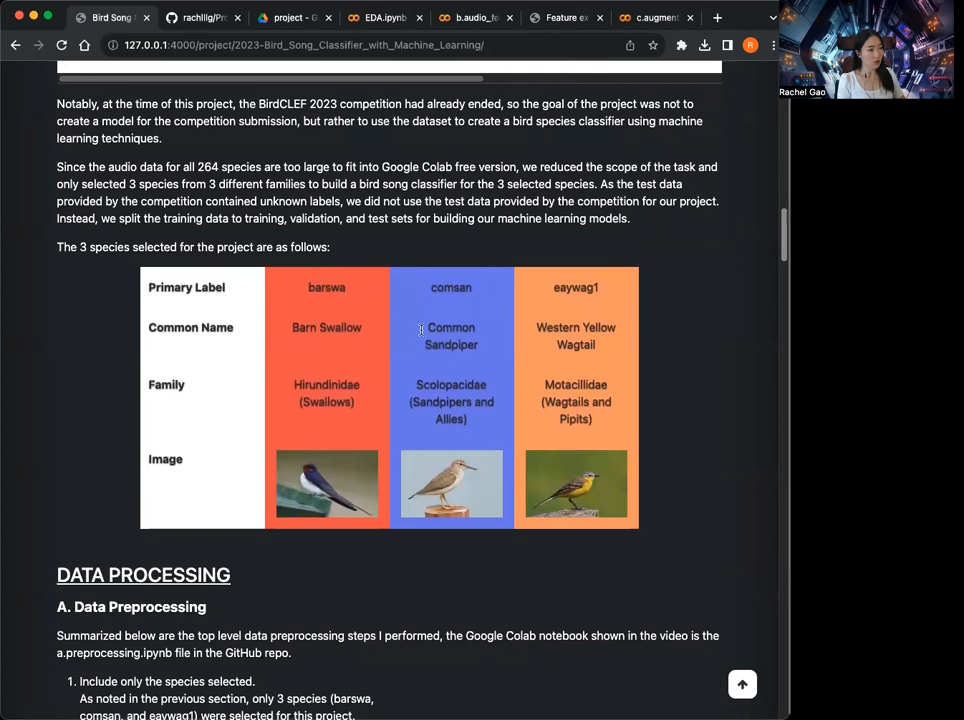 Bird Song
rachlllg/Pro
project - G
EDA.ipynb
b.audio_fe
Feature ex
c.augment
127.0.0.1:4000/project/2023-Bird_Song_Classifier_with_Machine_Learning/
R
Rachel Gao
Notably, at the time of this project, the BirdCLEF 2023 competition had already ended, so the goal of the project was not to
create a model for the competition submission, but rather to use the dataset to create a bird species classifier using machine
learning techniques.
Since the audio data for all 264 species are too large to fit into Google Colab free version, we reduced the scope of the task and
only selected 3 species from 3 different families to build a bird song classifier for the 3 selected species. As the test data
provided by the competition contained unknown labels, we did not use the test data provided by the competition for our project.
Instead, we split the training data to training, validation, and test sets for building our machine learning models.
The 3 species selected for the project are as follows:
Primary Label barswa comsan eaywag1
Common Name Barn Swallow Common Sandpiper Western Yellow Wagtail
Family Hirundinidae (Swallows) Scolopacidae (Sandpipers and Allies) Motacillidae (Wagtails and Pipits)
Image
DATA PROCESSING
A. Data Preprocessing
Summarized below are the top level data preprocessing steps I performed, the Google Colab notebook shown in the video is the
a.preprocessing.ipynb file in the GitHub repo.
1. Include only the species selected.
As noted in the previous section, only 3 species (barswa,
comsan, and eaywag1) were selected for this project.